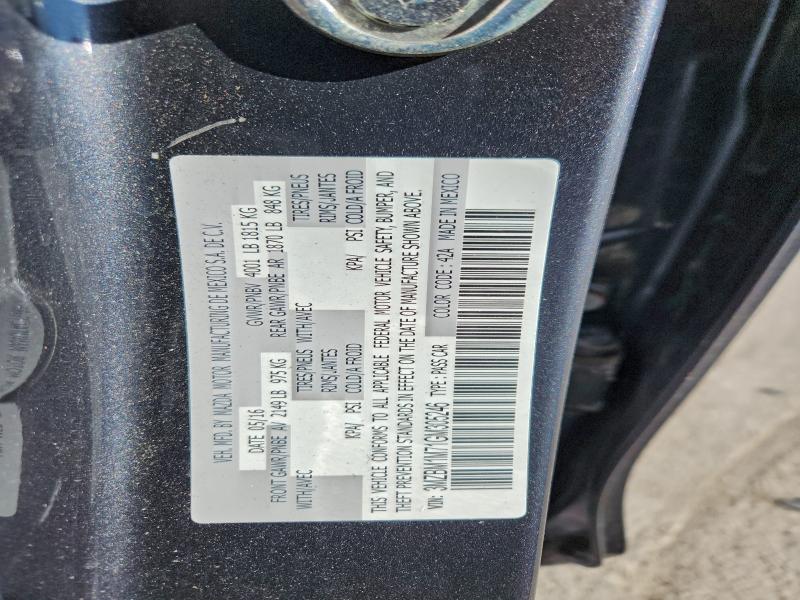 VEH. MFD. BY MAZDA MOTOR MANUFACTURING DE MEXICO S.A. DE C.V.
DATE 05/16 GVWR/PNBV 4001 LB 1815 KG
FRONT GAWR/PNBE AV 2149 LB 975 KG REAR GAWR/PNBE AR 1870 LB 848 KG
WITH/AVEC TIRES/PNEUS WITH/AVEC TIRES/PNEUS
RIMS/JANTES RIMS/JANTES
KPA/ PSI COLD/A FROID KPA/ PSI COLD/A FROID
THIS VEHICLE CONFORMS TO ALL APPLICABLE FEDERAL MOTOR VEHICLE SAFETY, BUMPER, AND
THEFT PREVENTION STANDARDS IN EFFECT ON THE DATE OF MANUFACTURE SHOWN ABOVE.
VIN: 3MZBM1M71GM305246 TYPE : PASS CAR COLOR CODE : 42A MADE IN MEXICO